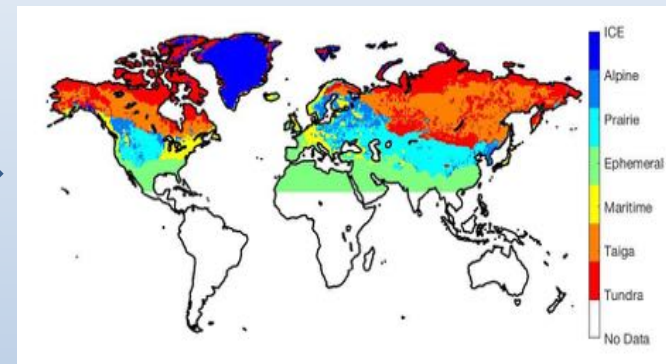 ICE
Alpine
Prairie
Ephemeral
Maritime
Taiga
Tundra
No Data